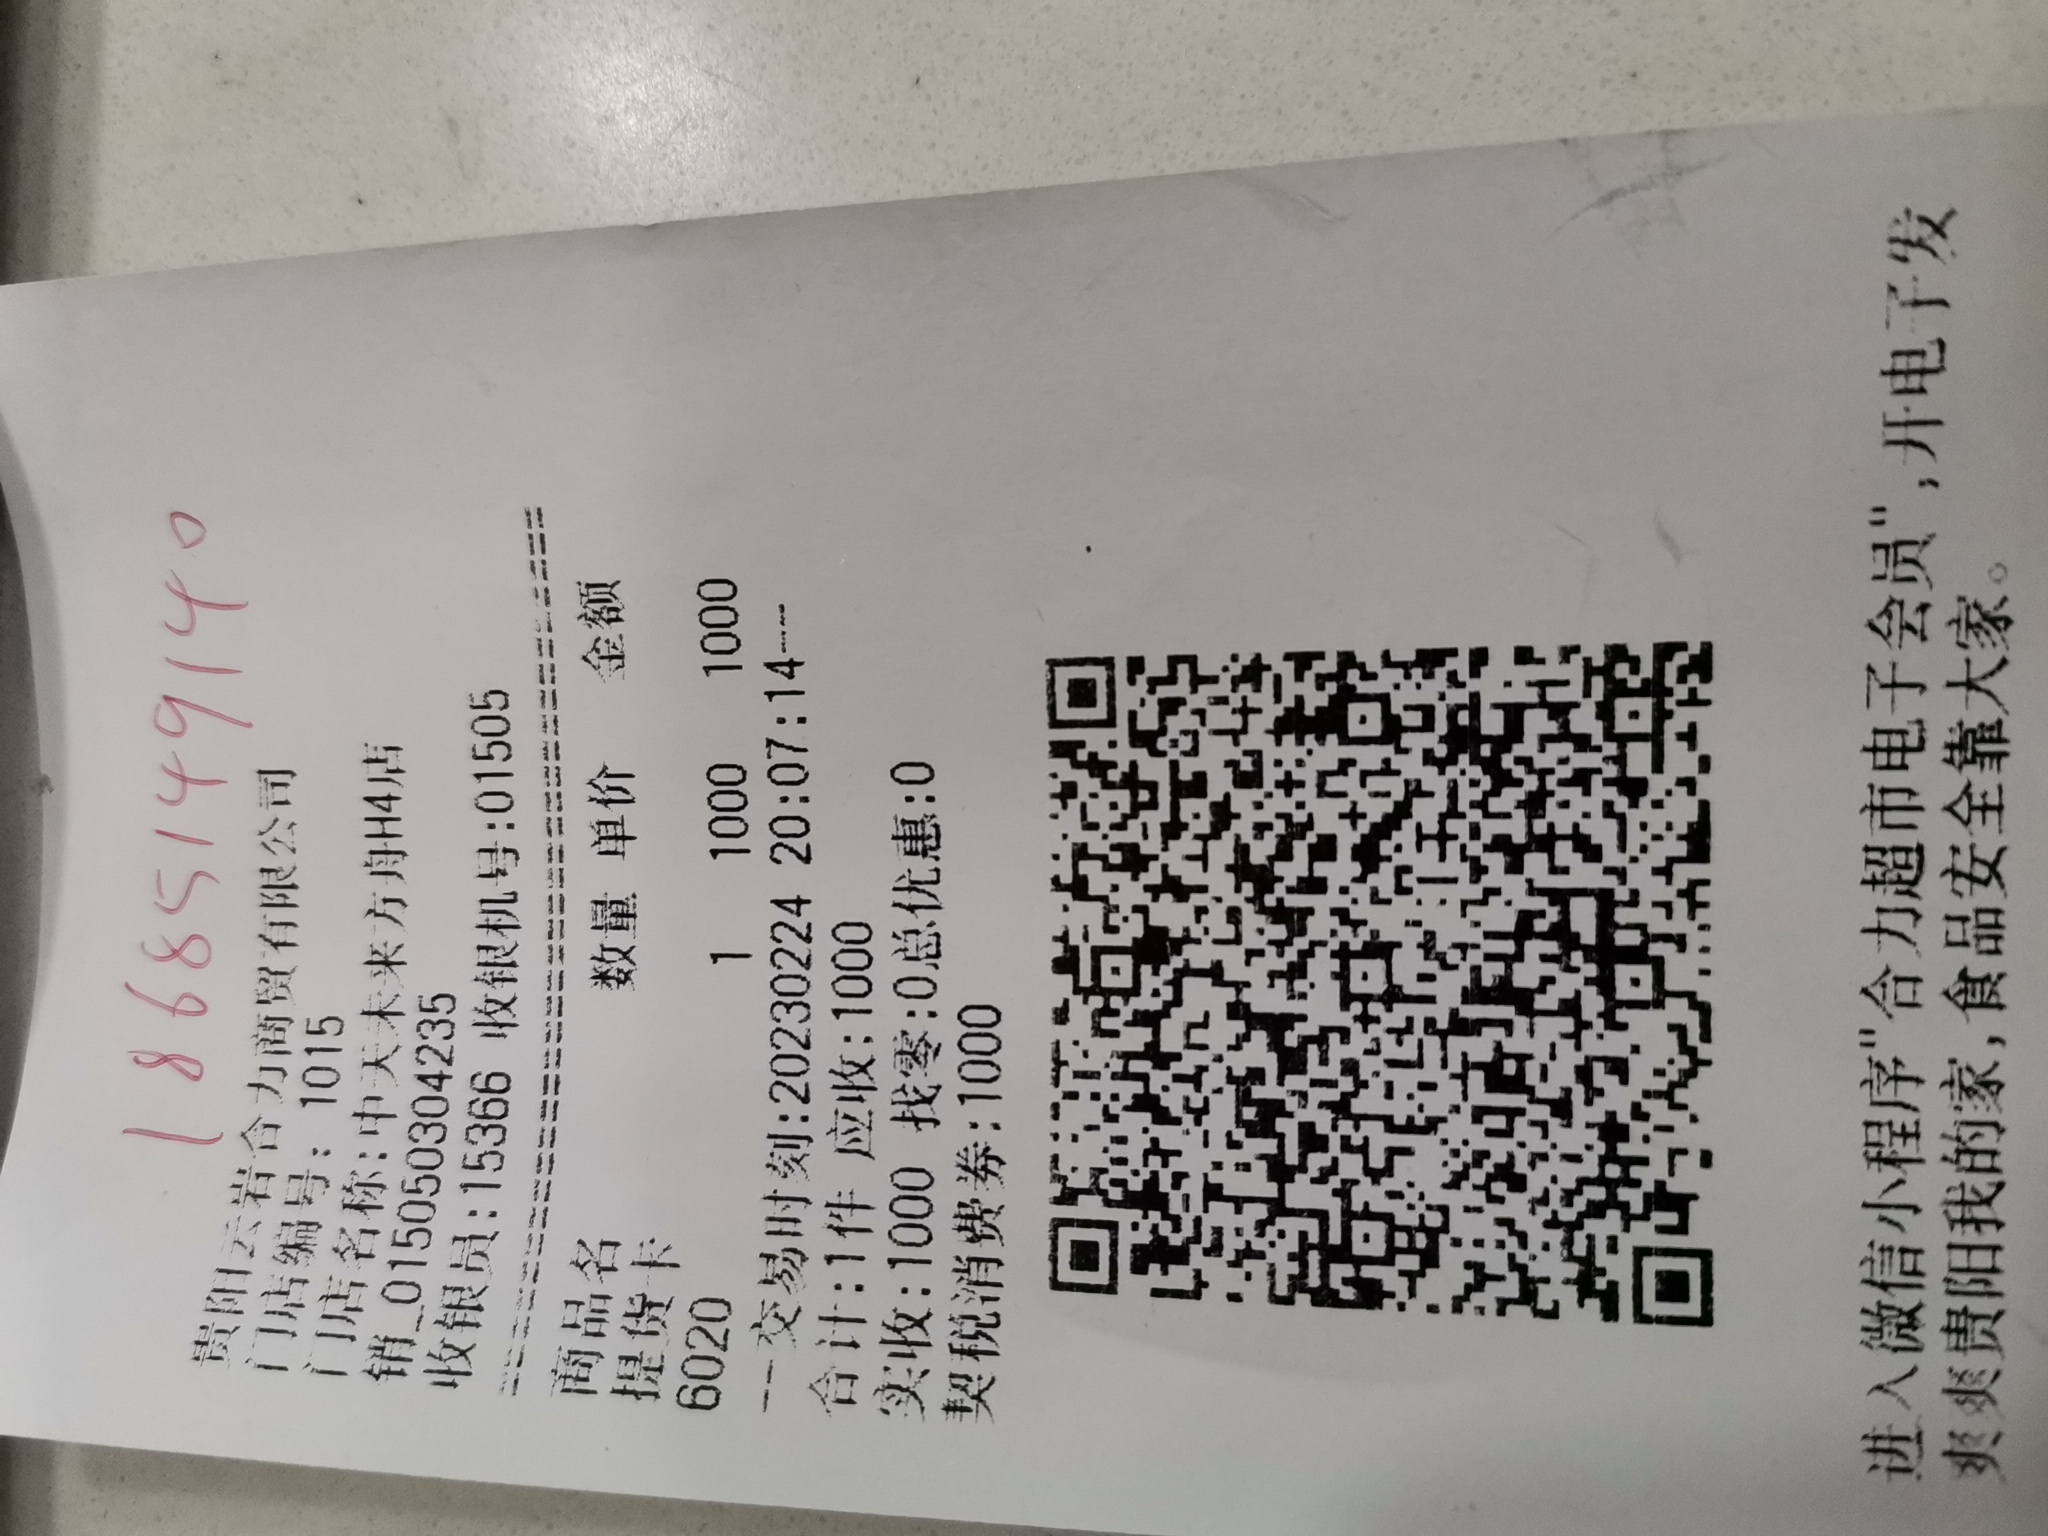 18685149140
贵阳云岩合力商贸有限公司
门店编号: 1015
门店名称:中天未来方舟H4店
销_01505030304235
收银员:15366 收银机号:01505
商品名 数量 单价 金额
提货卡
6020 1 1000 1000
--交易时刻:20230224 20:07:14---
合计:1件 应收:1000
实收:1000 找零:0总优惠:0
契税消费券:1000
进入微信小程序"合力超市电子会员",开电子发
爽爽贵阳我的家,食品安全靠大家。